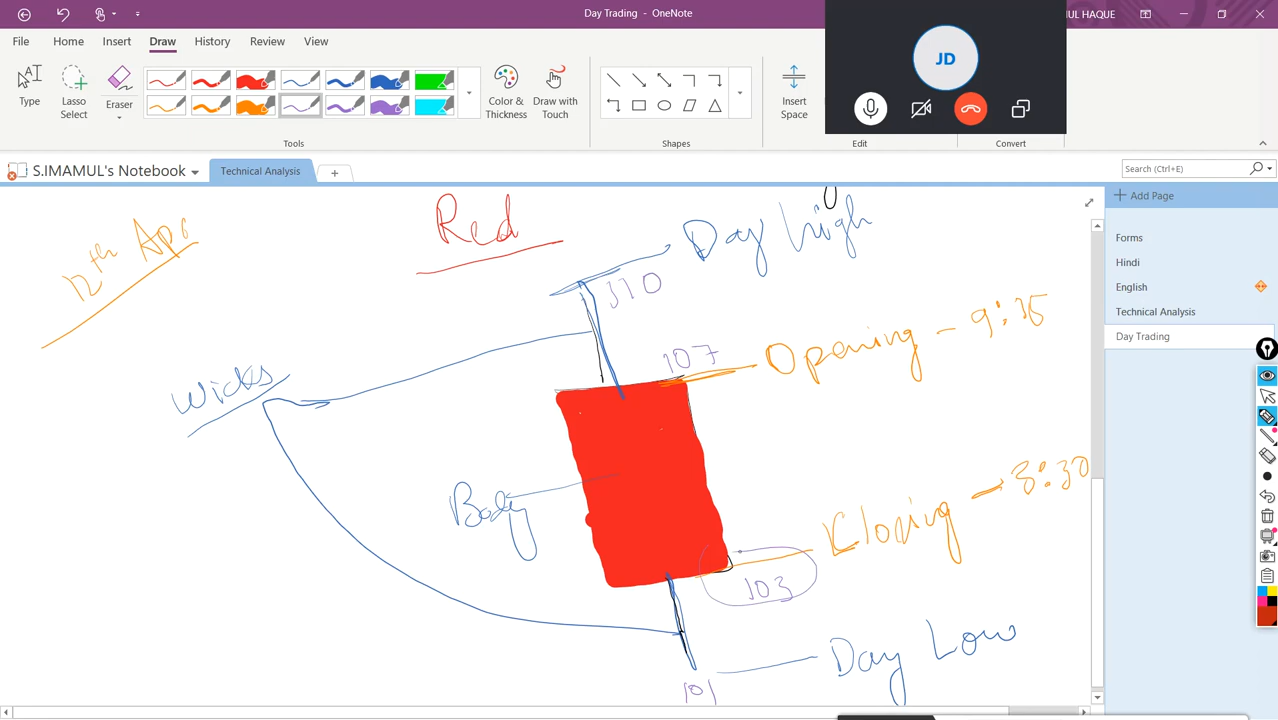 Day Trading - OneNote
UL HAQUE
JD
File Home Insert Draw History Review View
Type
Lasso Select
Eraser
Color & Thickness
Draw with Touch
Insert Space
Tools
Shapes
Edit
Convert
S.IMAMUL's Notebook
Technical Analysis
Search (Ctrl+E)
Add Page
Forms
Hindi
English
Technical Analysis
Day Trading
12th Apr
Red
Day high
107
Opening - 9:15
Wicks
Body
Closing
103
Day Low
101